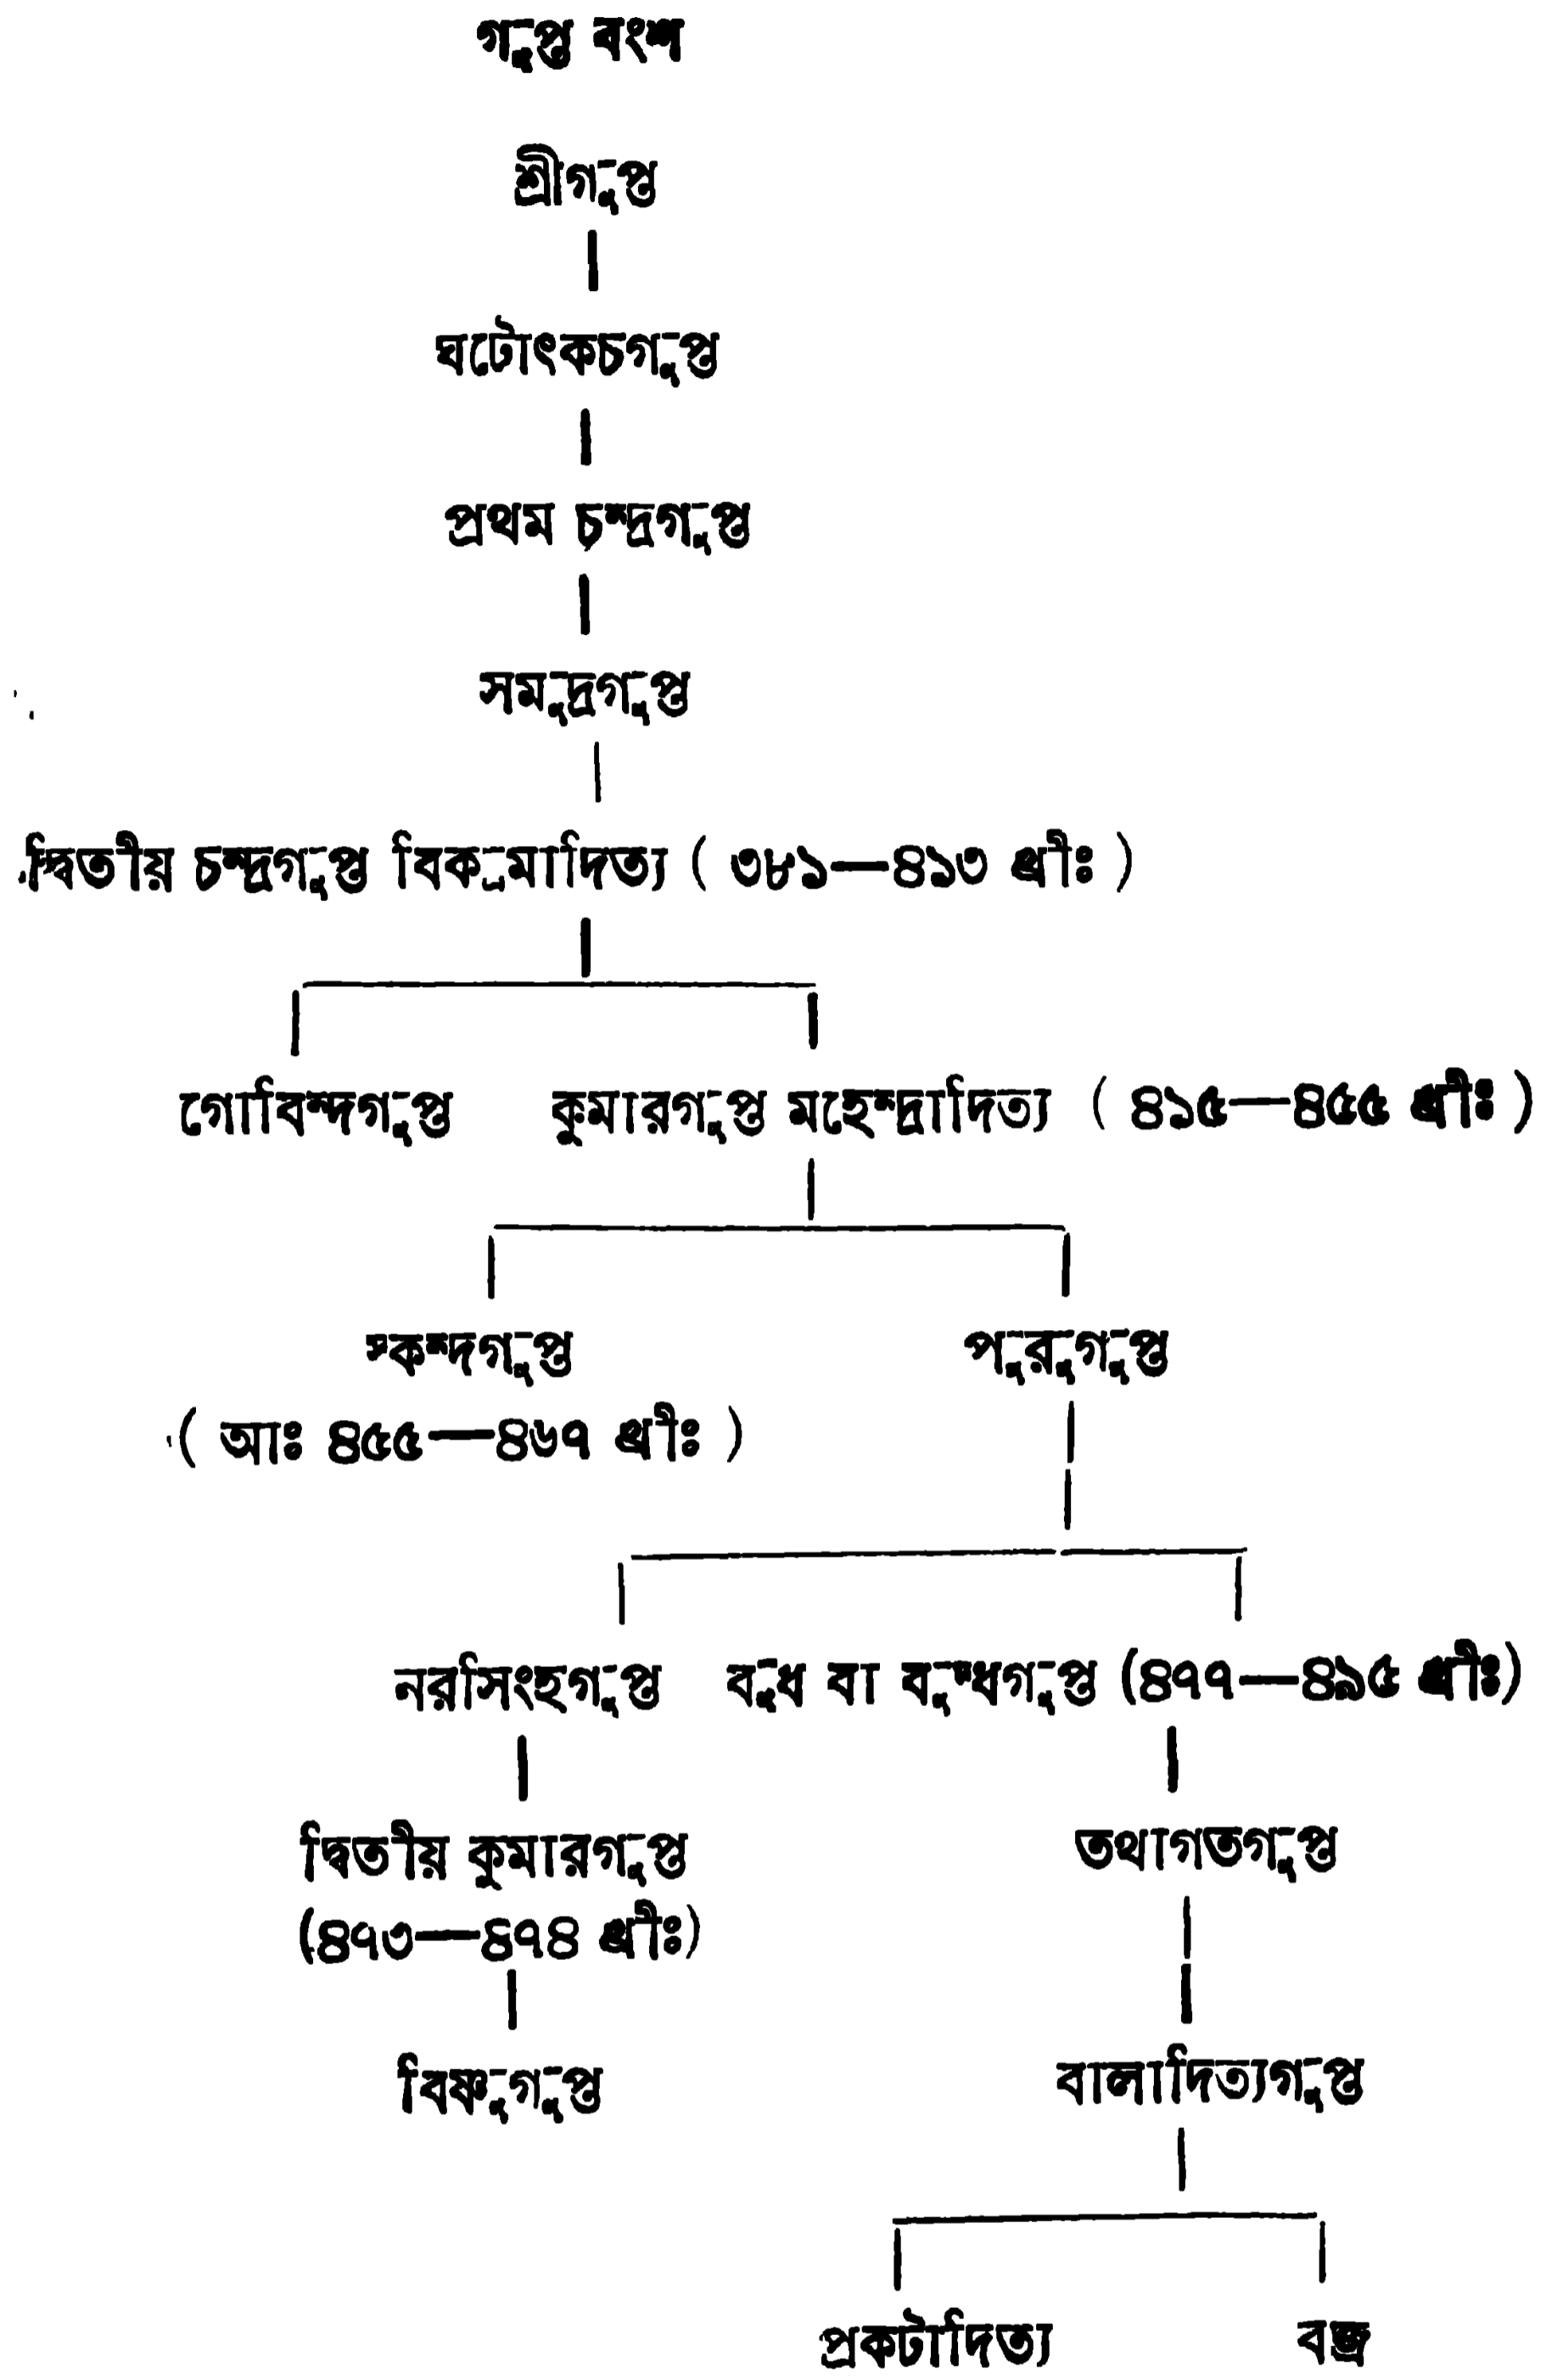 গুপ্ত বংশ
শ্রীগুপ্ত
ঘটোৎকচগুপ্ত
প্রথম চন্দ্রগুপ্ত
সমুদ্রগুপ্ত
দ্বিতীয় চন্দ্রগুপ্ত বিক্রমাদিত্য ( ৩৮১—৪১৩ খ্রীঃ )
গোবিন্দগুপ্ত কুমারগুপ্ত মহেন্দ্রাদিত্য ( ৪১৫—৪৫৫ খ্রীঃ )
স্কন্দগুপ্ত পুরুগুপ্ত
( আঃ ৪৫৫—৪৬৭ খ্রীঃ )
নরসিংহগুপ্ত বুধ বা বুদ্ধগুপ্ত (৪৭৭—৪৯৫ খ্রীঃ)
দ্বিতীয় কুমারগুপ্ত তথাগতগুপ্ত
(৪৭৩—৪৭৪ খ্রীঃ)
বিষ্ণুগুপ্ত বালাদিত্যগুপ্ত
প্রকটাদিত্য বজ্র